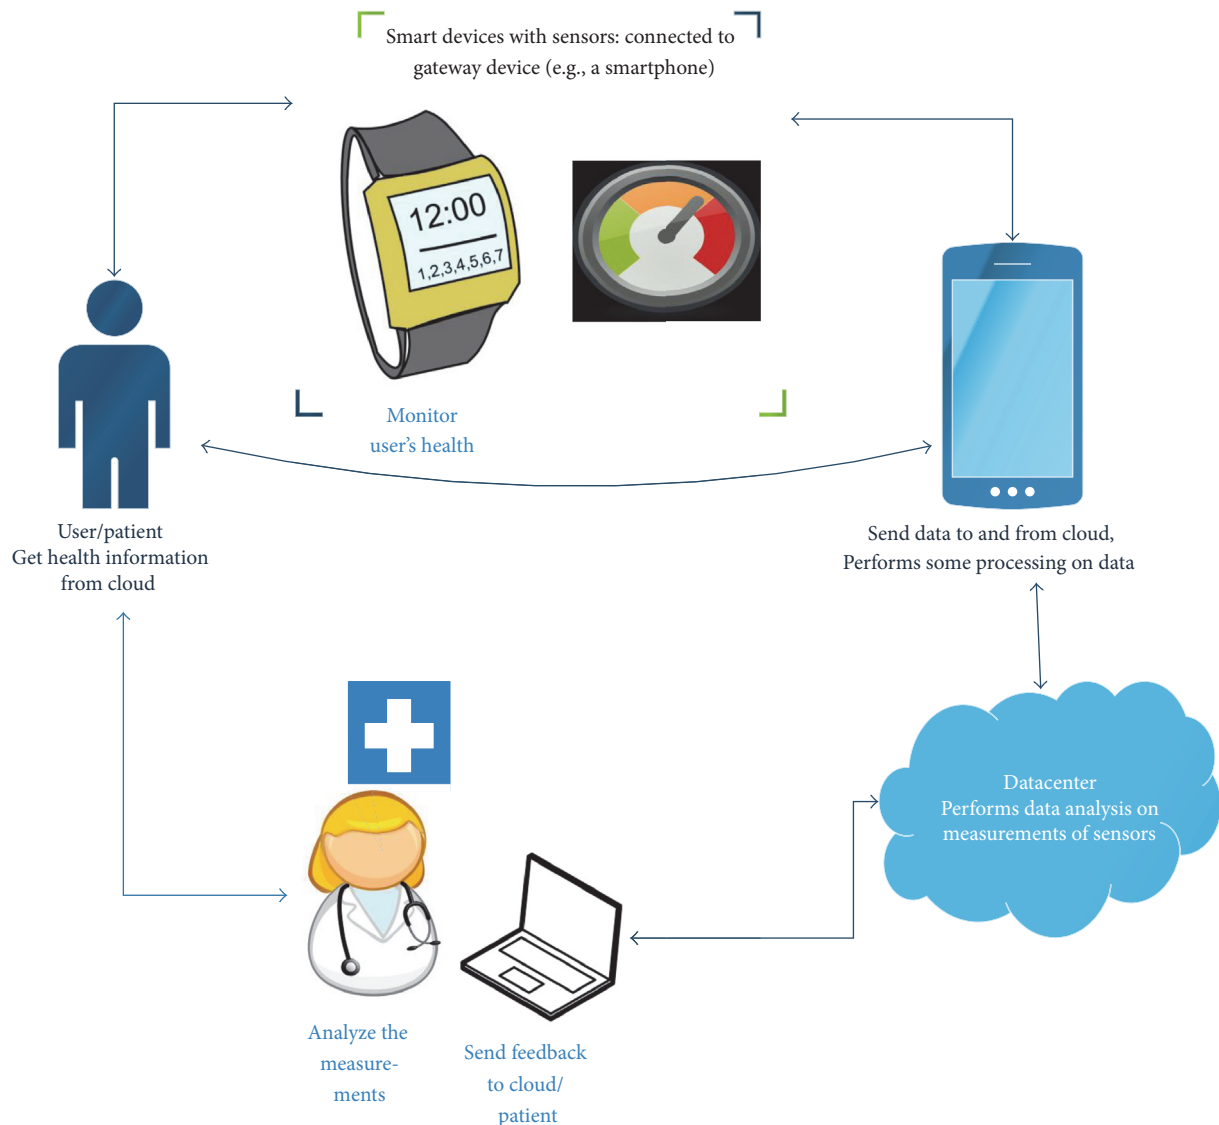 Smart devices with sensors: connected to
gateway device (e.g., a smartphone)
12:00
1,2,3,4,5,6,7
Monitor
user's health
User/patient
Get health information
from cloud
Send data to and from cloud,
Performs some processing on data
Datacenter
Performs data analysis on
measurements of sensors
Analyze the
measure-
ments
Send feedback
to cloud/
patient